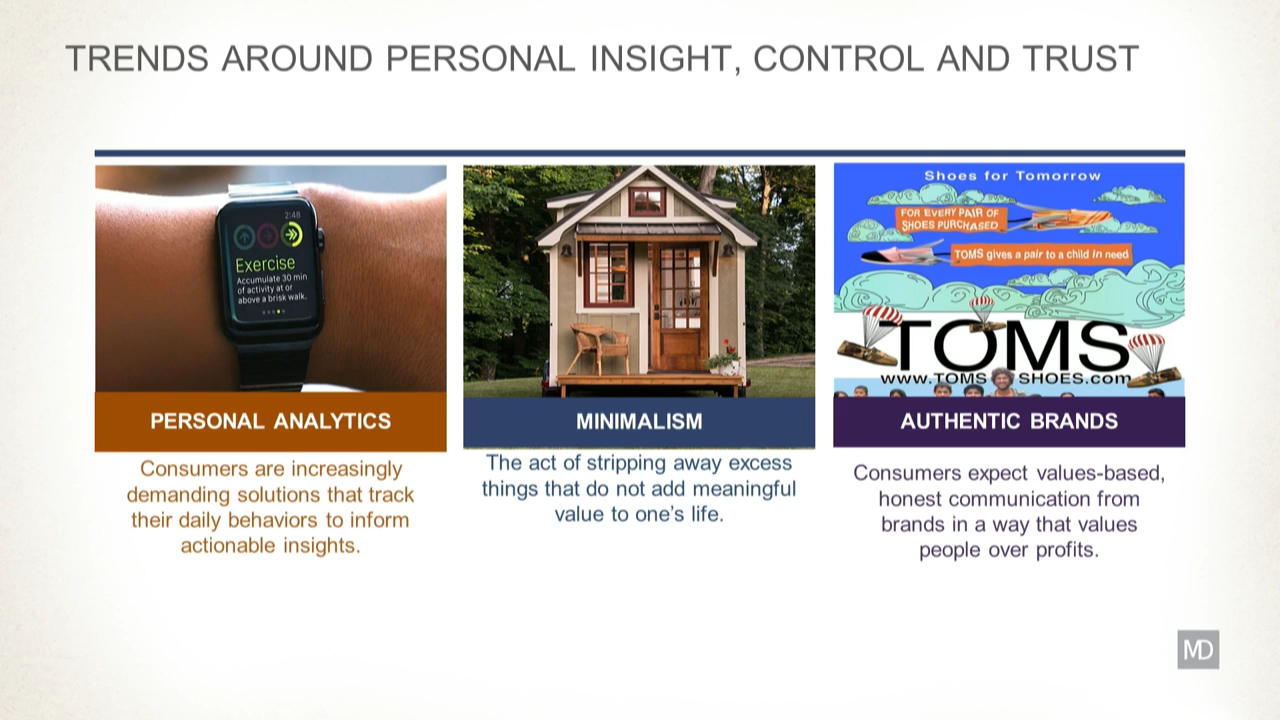 TRENDS AROUND PERSONAL INSIGHT, CONTROL AND TRUST
2:48
Exercise
Accumulate 30 min
of activity at or
above a brisk walk.
PERSONAL ANALYTICS
Consumers are increasingly
demanding solutions that track
their daily behaviors to inform
actionable insights.
MINIMALISM
The act of stripping away excess
things that do not add meaningful
value to one's life.
Shoes for Tomorrow
FOR EVERY PAIR OF
SHOES PURCHASED
TOMS gives a pair to a child in need
TOMS
www.TOMS SHOES.com
AUTHENTIC BRANDS
Consumers expect values-based,
honest communication from
brands in a way that values
people over profits.
MD